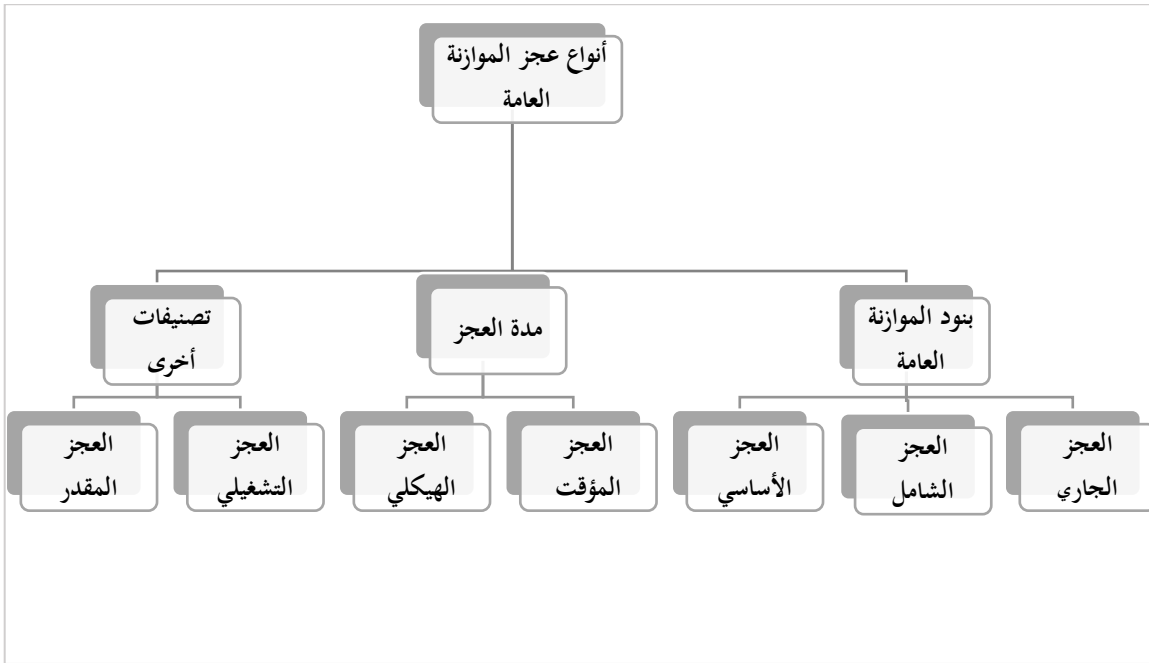 أنواع عجز الموازنة
العامة
بنود الموازنة
العامة
مدة العجز
تصنيفات
أخرى
العجز
الجاري
العجز
الشامل
العجز
الأساسي
العجز
المؤقت
العجز
الهيكلي
العجز
التشغيلي
العجز
المقدر